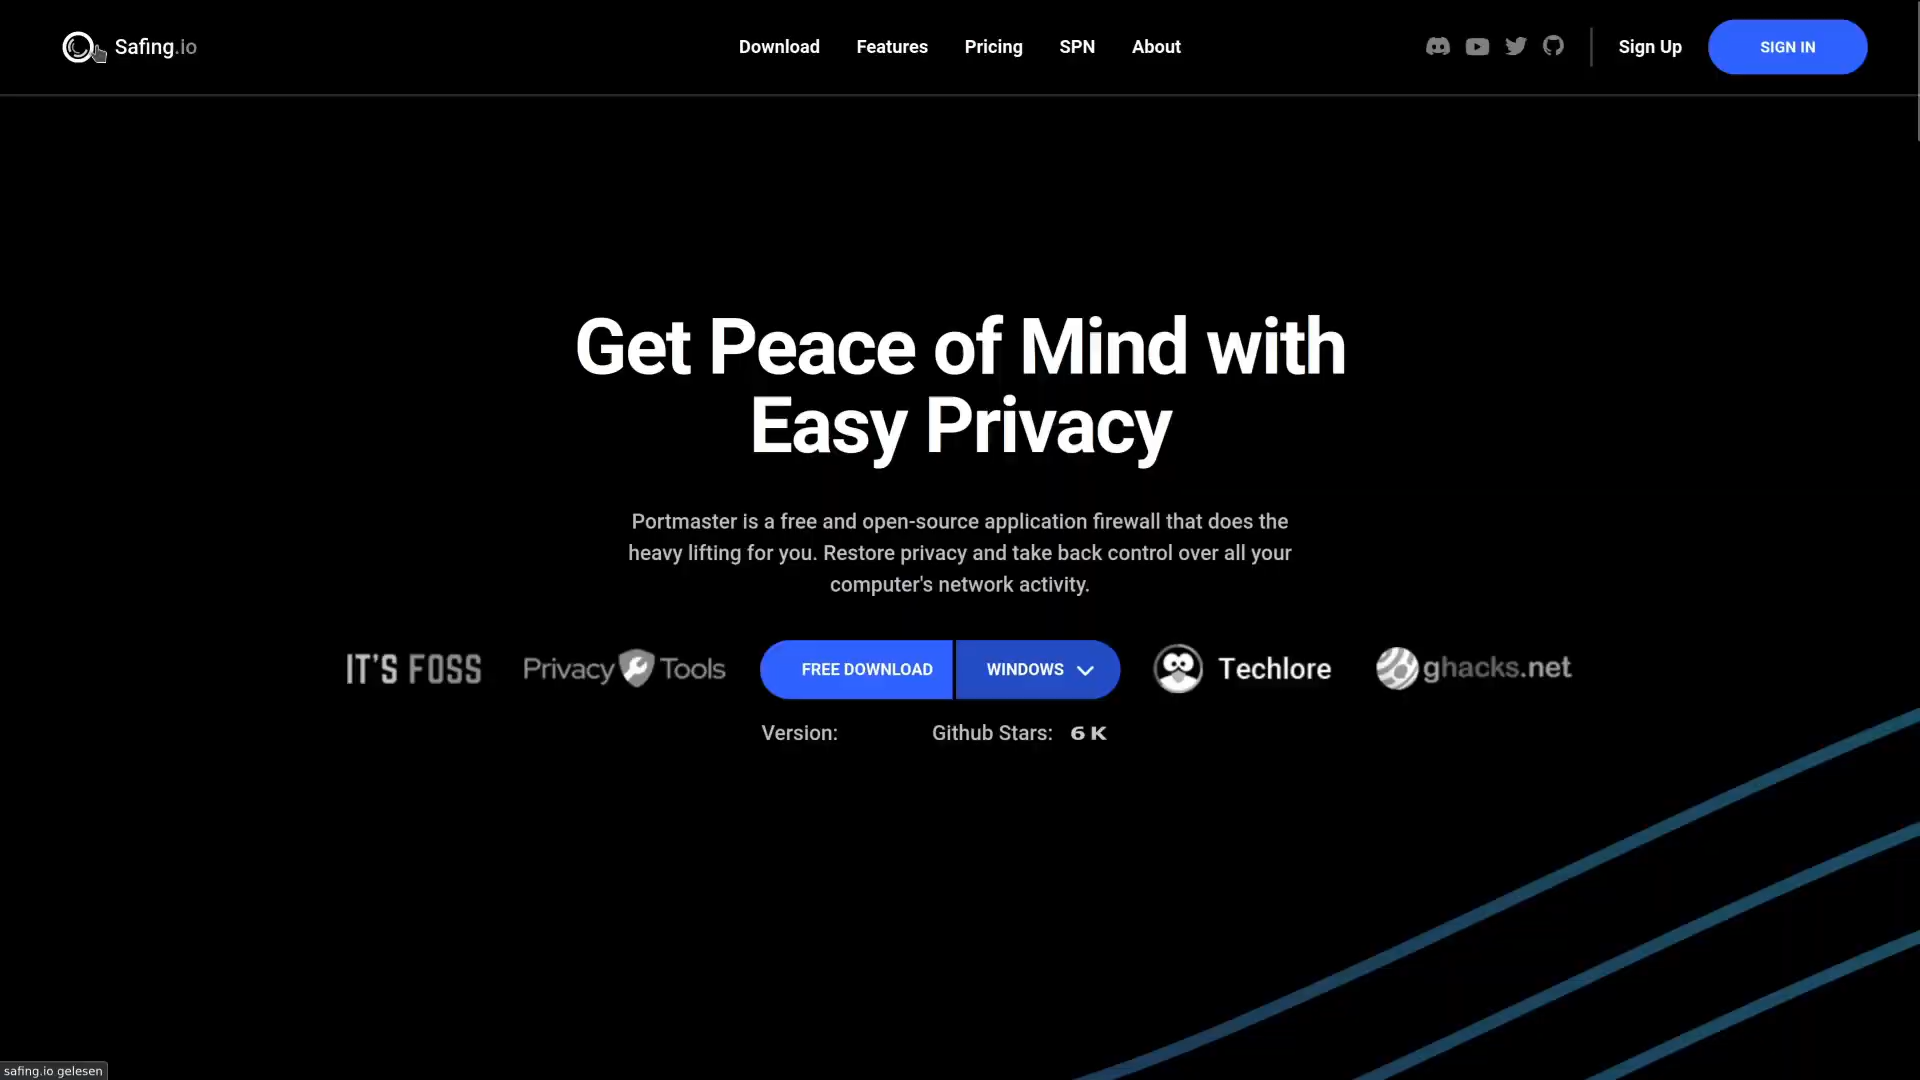 Safing.io
Download Features Pricing SPN About
Sign Up
SIGN IN
Get Peace of Mind with
Easy Privacy
Portmaster is a free and open-source application firewall that does the
heavy lifting for you. Restore privacy and take back control over all your
computer's network activity.
IT'S FOSS
Privacy Tools
FREE DOWNLOAD
WINDOWS
Techlore
ghacks.net
Version:
Github Stars: 6 K
safing.io gelesen